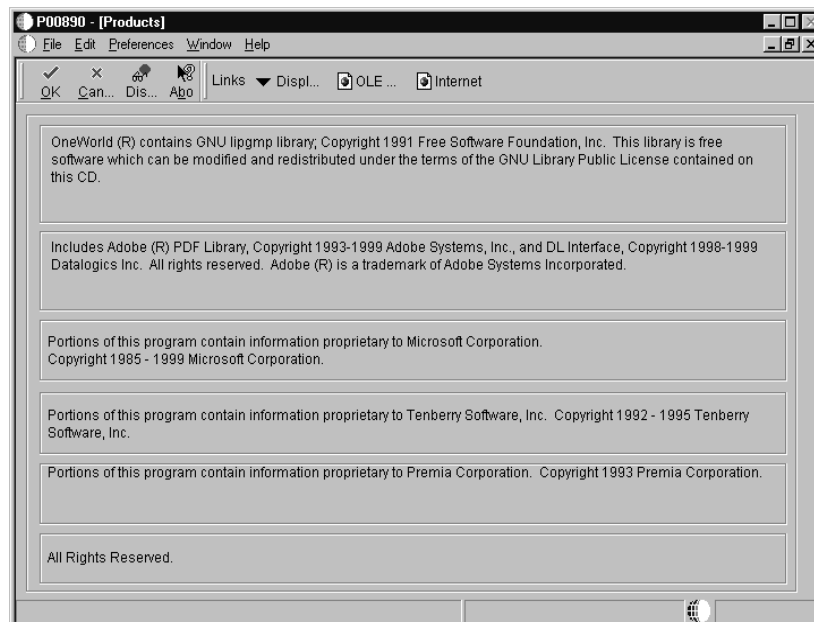 P00890 - [Products]
File Edit Preferences Window Help
OK Can... Dis... Abo Links Displ... OLE ... Internet
OneWorld (R) contains GNU lipgmp library; Copyright 1991 Free Software Foundation, Inc. This library is free
software which can be modified and redistributed under the terms of the GNU Library Public License contained on
this CD.
Includes Adobe (R) PDF Library, Copyright 1993-1999 Adobe Systems, Inc., and DL Interface, Copyright 1998-1999
Datalogics Inc. All rights reserved. Adobe (R) is a trademark of Adobe Systems Incorporated.
Portions of this program contain information proprietary to Microsoft Corporation.
Copyright 1985 - 1999 Microsoft Corporation.
Portions of this program contain information proprietary to Tenberry Software, Inc. Copyright 1992 - 1995 Tenberry
Software, Inc.
Portions of this program contain information proprietary to Premia Corporation. Copyright 1993 Premia Corporation.
All Rights Reserved.